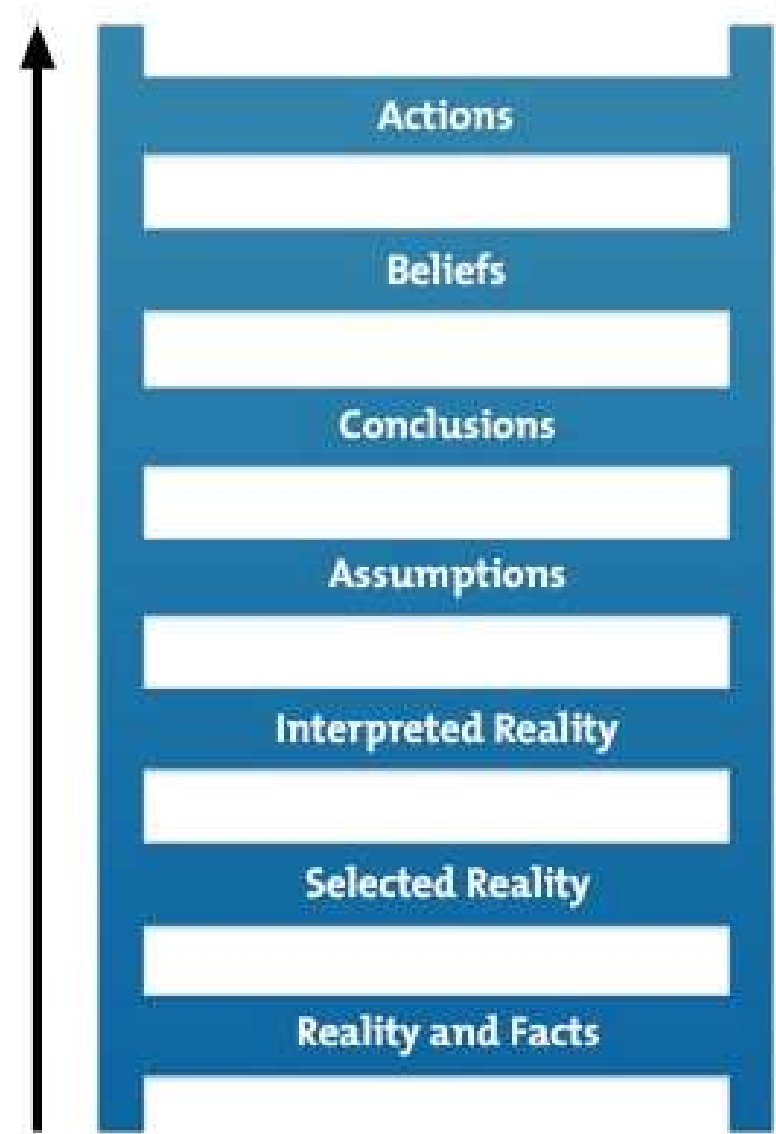 Actions
Beliefs
Conclusions
Assumptions
Interpreted Reality
Selected Reality
Reality and Facts